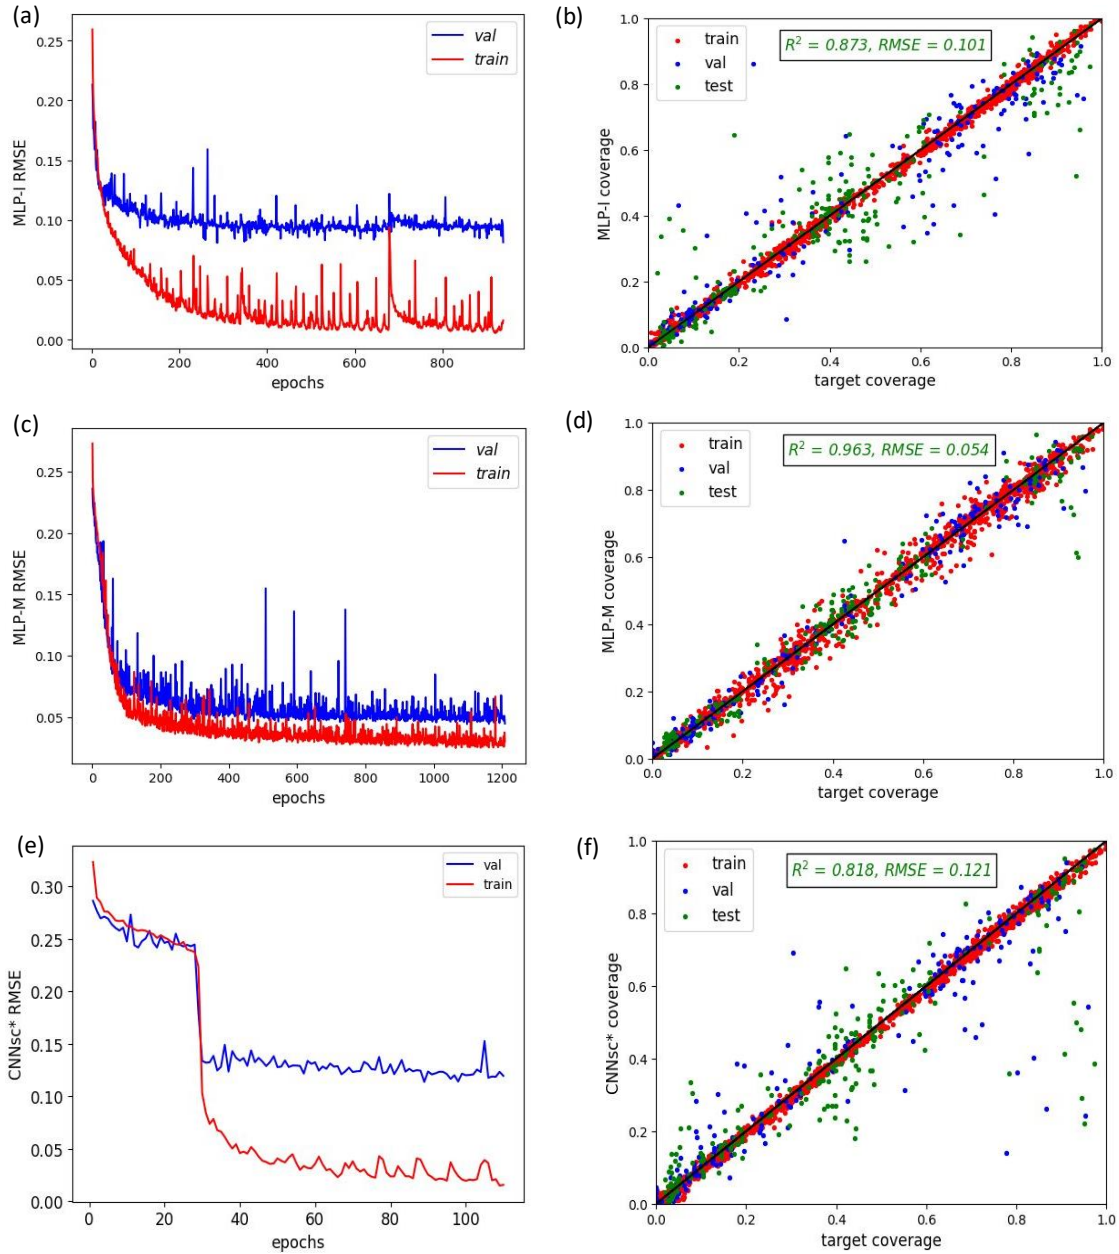 (a)
0.25
0.20
0.15
0.10
0.05
0.00
MLP-I RMSE
val
train
0 200 400 600 800
epochs
(b)
1.0
0.8
0.6
0.4
0.2
0.0
MLP-I coverage
train
val
test
R² = 0.873, RMSE = 0.101
0.0 0.2 0.4 0.6 0.8 1.0
target coverage
(c)
0.25
0.20
0.15
0.10
0.05
MLP-M RMSE
val
train
0 200 400 600 800 1000 1200
epochs
(d)
1.0
0.8
0.6
0.4
0.2
0.0
MLP-M coverage
train
val
test
R² = 0.963, RMSE = 0.054
0.0 0.2 0.4 0.6 0.8 1.0
target coverage
(e)
0.30
0.25
0.20
0.15
0.10
0.05
0.00
CNNsc* RMSE
val
train
0 20 40 60 80 100
epochs
(f)
1.0
0.8
0.6
0.4
0.2
0.0
CNNsc* coverage
train
val
test
R² = 0.818, RMSE = 0.121
0.0 0.2 0.4 0.6 0.8 1.0
target coverage